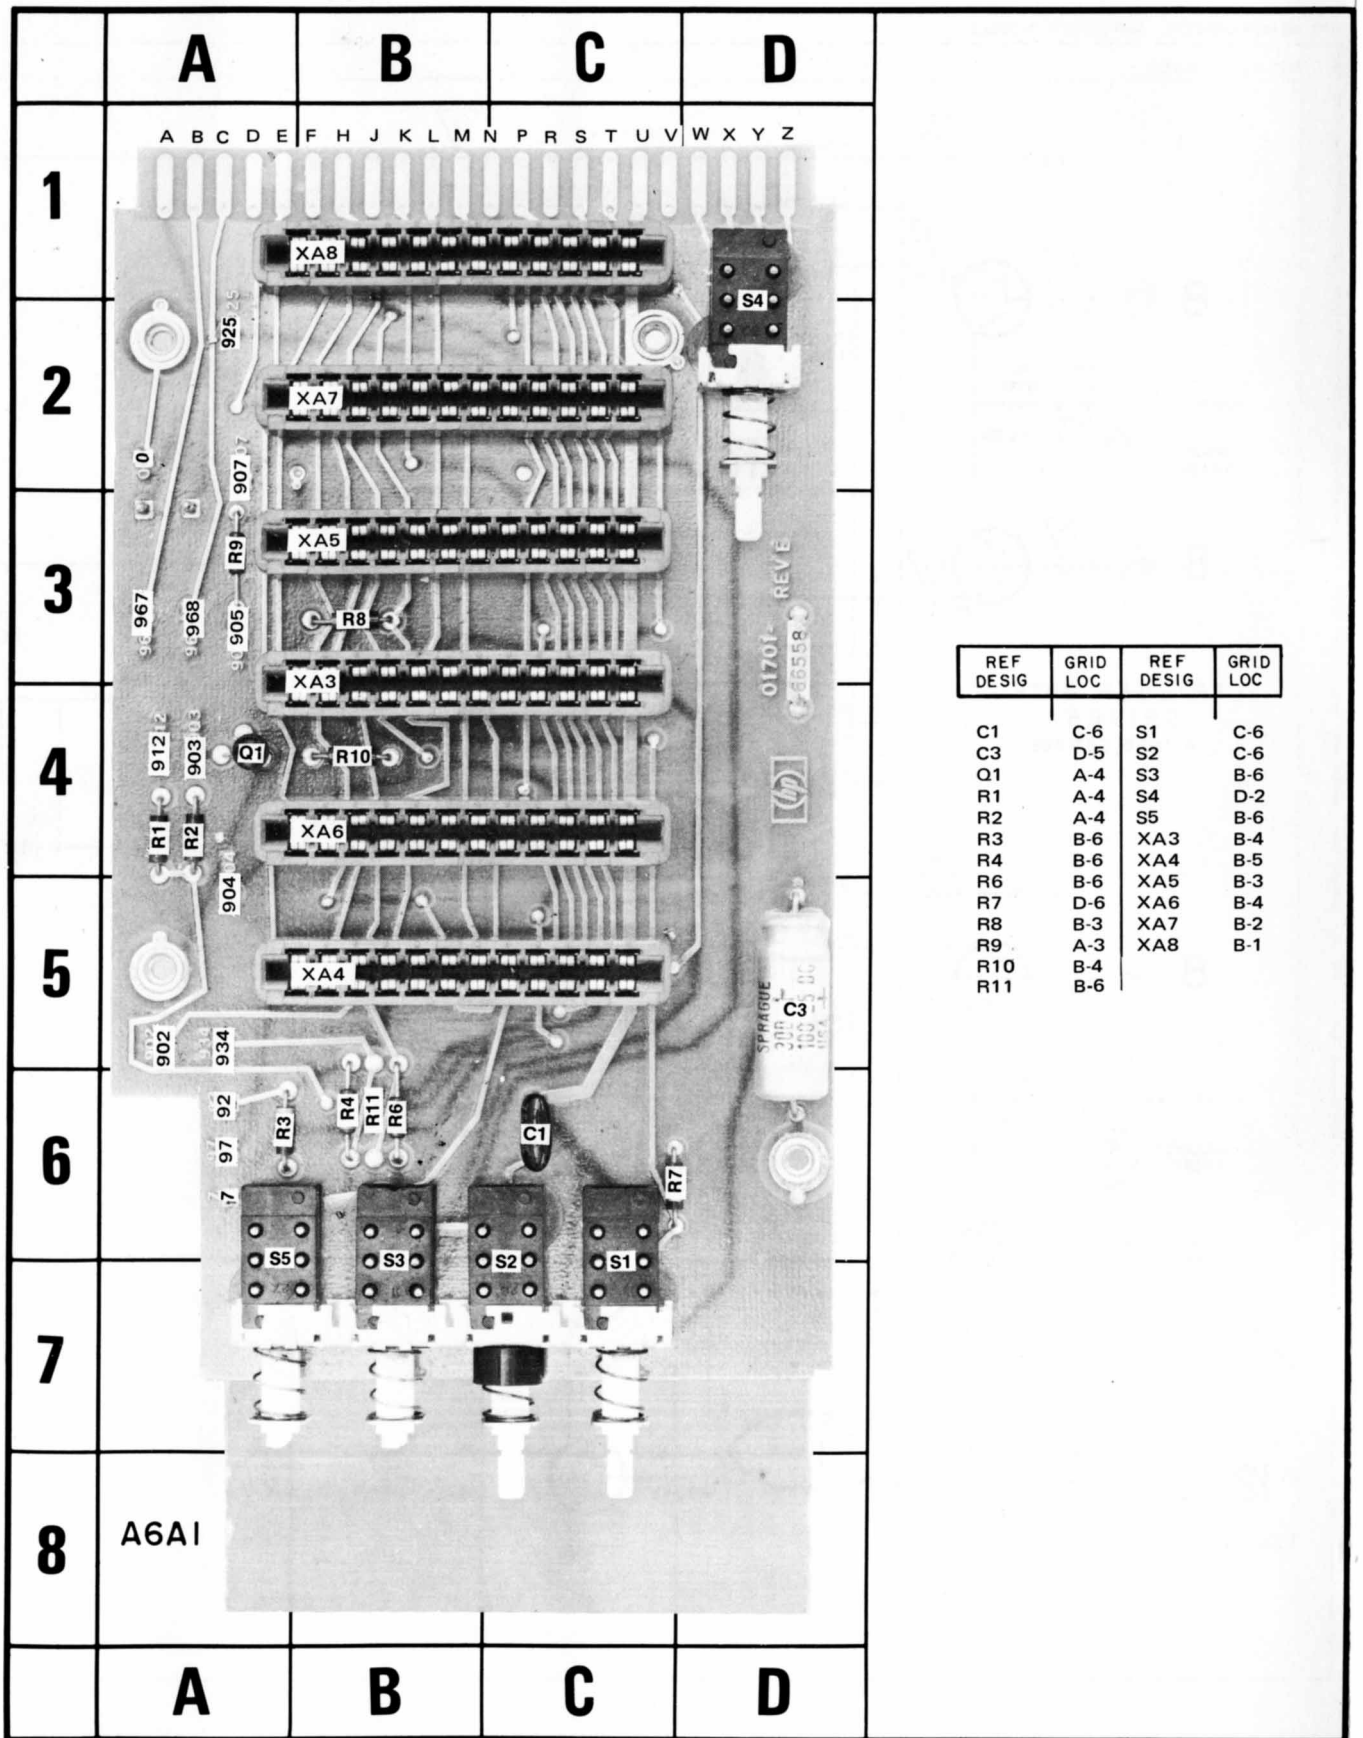 A B C D
A B C D E F H J K L M N P R S T U V W X Y Z
1
XA8
S4
925
2
XA7
0
907
XA5
R9
REV E
3
967
968
905
R8
01701-
66558
XA3
912
903
Q1
R10
4
hp
R1
R2
XA6
904
5
XA4
SPRAGUE
C3
902
934
92
R3
R4
R11
R6
C1
6
97
R7
7
S5
S3
S2
S1
7
8
A6A1
A B C D
REF DESIG GRID LOC REF DESIG GRID LOC
C1 C-6 S1 C-6
C3 D-5 S2 C-6
Q1 A-4 S3 B-6
R1 A-4 S4 D-2
R2 A-4 S5 B-6
R3 B-6 XA3 B-4
R4 B-6 XA4 B-5
R6 B-6 XA5 B-3
R7 D-6 XA6 B-4
R8 B-3 XA7 B-2
R9 A-3 XA8 B-1
R10 B-4
R11 B-6